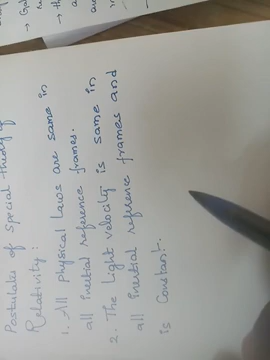 Postulates of special theory of
Relativity:
1. All physical laws are same in
all inertial reference frames.
2. The light velocity is same in
all inertial reference frames and
is constant.